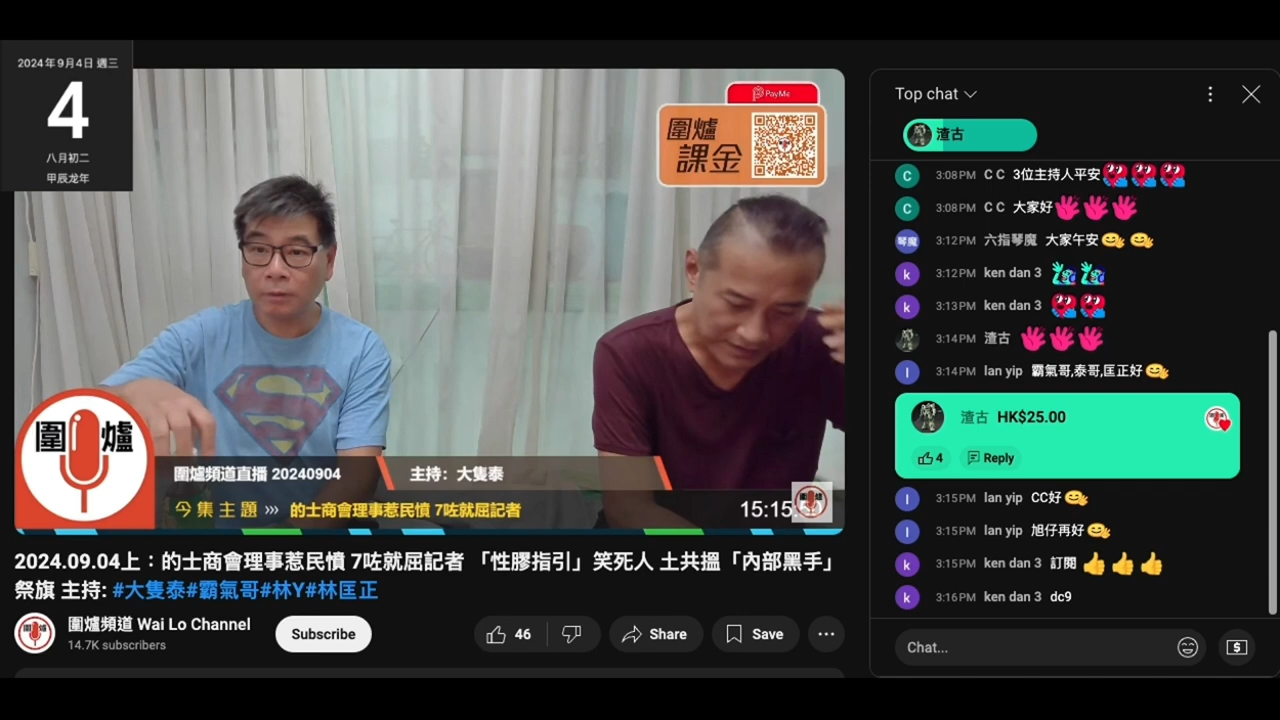 2024年9月4日 週三
4
八月初二
甲辰龙年
PayMe
圍爐
課金
圍爐
圍爐頻道直播 20240904
主持：大隻泰
今集主題 ››› 的士商會理事惹民憤 7咗就屈記者
15:15
2024.09.04上：的士商會理事惹民憤 7咗就屈記者 「性膠指引」笑死人 土共搵「內部黑手」
祭旗 主持: #大隻泰#霸氣哥#林Y#林匡正
圍爐頻道 Wai Lo Channel
14.7K subscribers
Subscribe
46
Share
Save
Top chat
渣古
C 3:08PM C C 3位主持人平安
C 3:08PM C C 大家好
琴魔 3:12PM 六指琴魔 大家午安
k 3:12PM ken dan 3
k 3:13PM ken dan 3
3:14PM 渣古
l 3:14PM lan yip 霸氣哥,泰哥,匡正好
渣古 HK$25.00
4 Reply
l 3:15PM lan yip CC好
l 3:15PM lan yip 旭仔再好
k 3:15PM ken dan 3 訂閱
k 3:16PM ken dan 3 dc9
Chat...